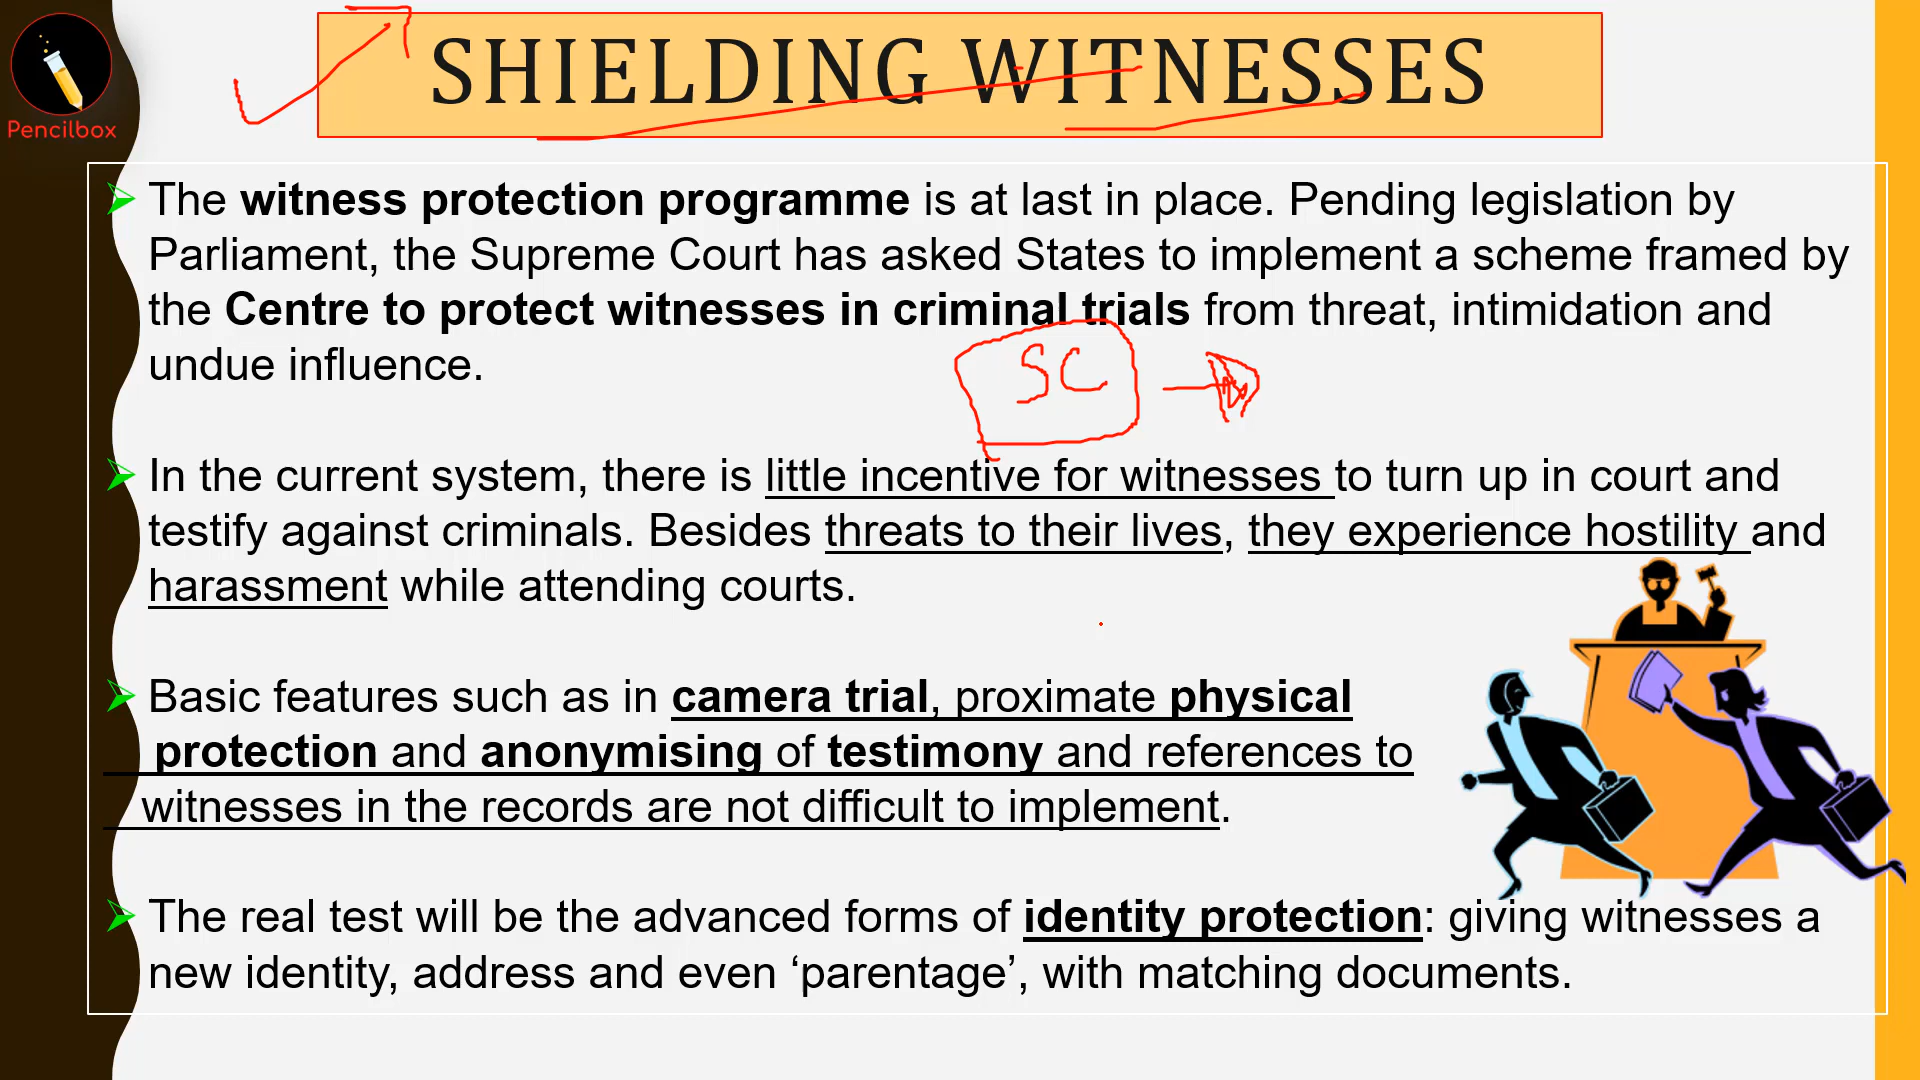 Pencilbox
SHIELDING WITNESSES
The witness protection programme is at last in place. Pending legislation by
Parliament, the Supreme Court has asked States to implement a scheme framed by
the Centre to protect witnesses in criminal trials from threat, intimidation and
undue influence.
SC
In the current system, there is little incentive for witnesses to turn up in court and
testify against criminals. Besides threats to their lives, they experience hostility and
harassment while attending courts.
Basic features such as in camera trial, proximate physical
protection and anonymising of testimony and references to
witnesses in the records are not difficult to implement.
The real test will be the advanced forms of identity protection: giving witnesses a
new identity, address and even ‘parentage’, with matching documents.